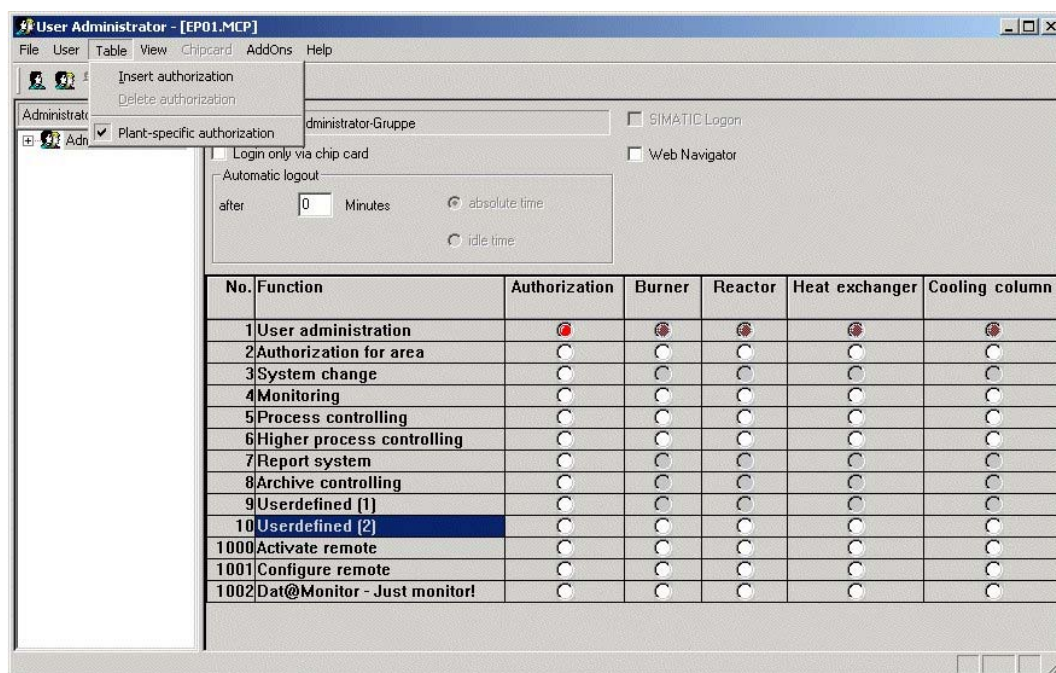 User Administrator - [EP01.MCP]
File User Table View Chipcard AddOns Help
Insert authorization
Delete authorization
Plant-specific authorization
dministrator-Gruppe
SIMATIC Logon
Login only via chip card
Web Navigator
Automatic logout
after 0 Minutes absolute time
idle time
No. Function Authorization Burner Reactor Heat exchanger Cooling column
1 User administration
2 Authorization for area
3 System change
4 Monitoring
5 Process controlling
6 Higher process controlling
7 Report system
8 Archive controlling
9 Userdefined (1)
10 Userdefined (2)
1000 Activate remote
1001 Configure remote
1002 Dat@Monitor - Just monitor!